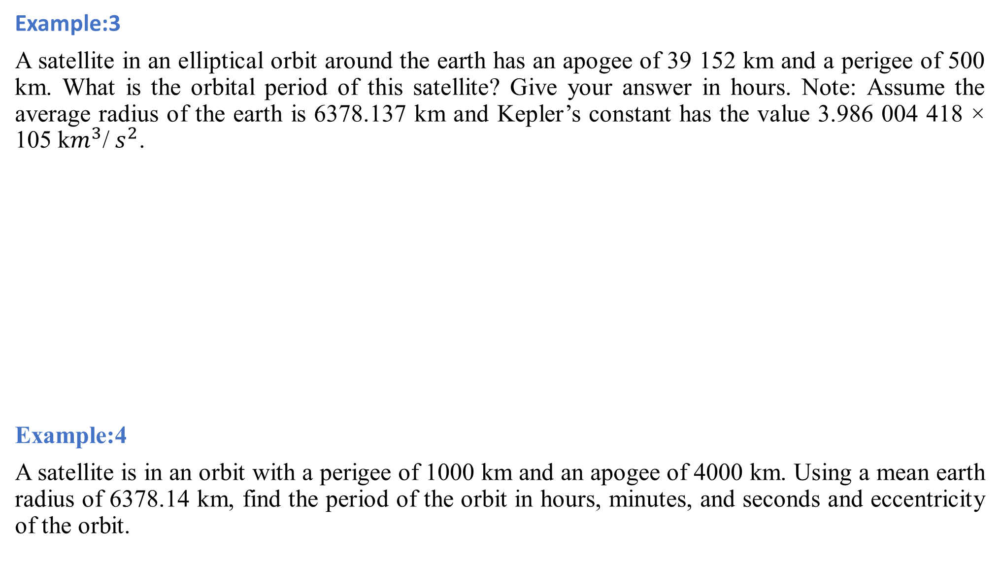 Example:3
A satellite in an elliptical orbit around the earth has an apogee of 39 152 km and a perigee of 500
km. What is the orbital period of this satellite? Give your answer in hours. Note: Assume the
average radius of the earth is 6378.137 km and Kepler’s constant has the value 3.986 004 418 ×
105 km³/ s².
Example:4
A satellite is in an orbit with a perigee of 1000 km and an apogee of 4000 km. Using a mean earth
radius of 6378.14 km, find the period of the orbit in hours, minutes, and seconds and eccentricity
of the orbit.